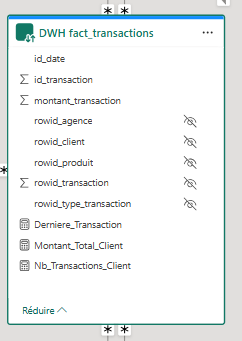 DWH fact_transactions
id_date
id_transaction
montant_transaction
rowid_agence
rowid_client
rowid_produit
rowid_transaction
rowid_type_transaction
Derniere_Transaction
Montant_Total_Client
Nb_Transactions_Client
Réduire